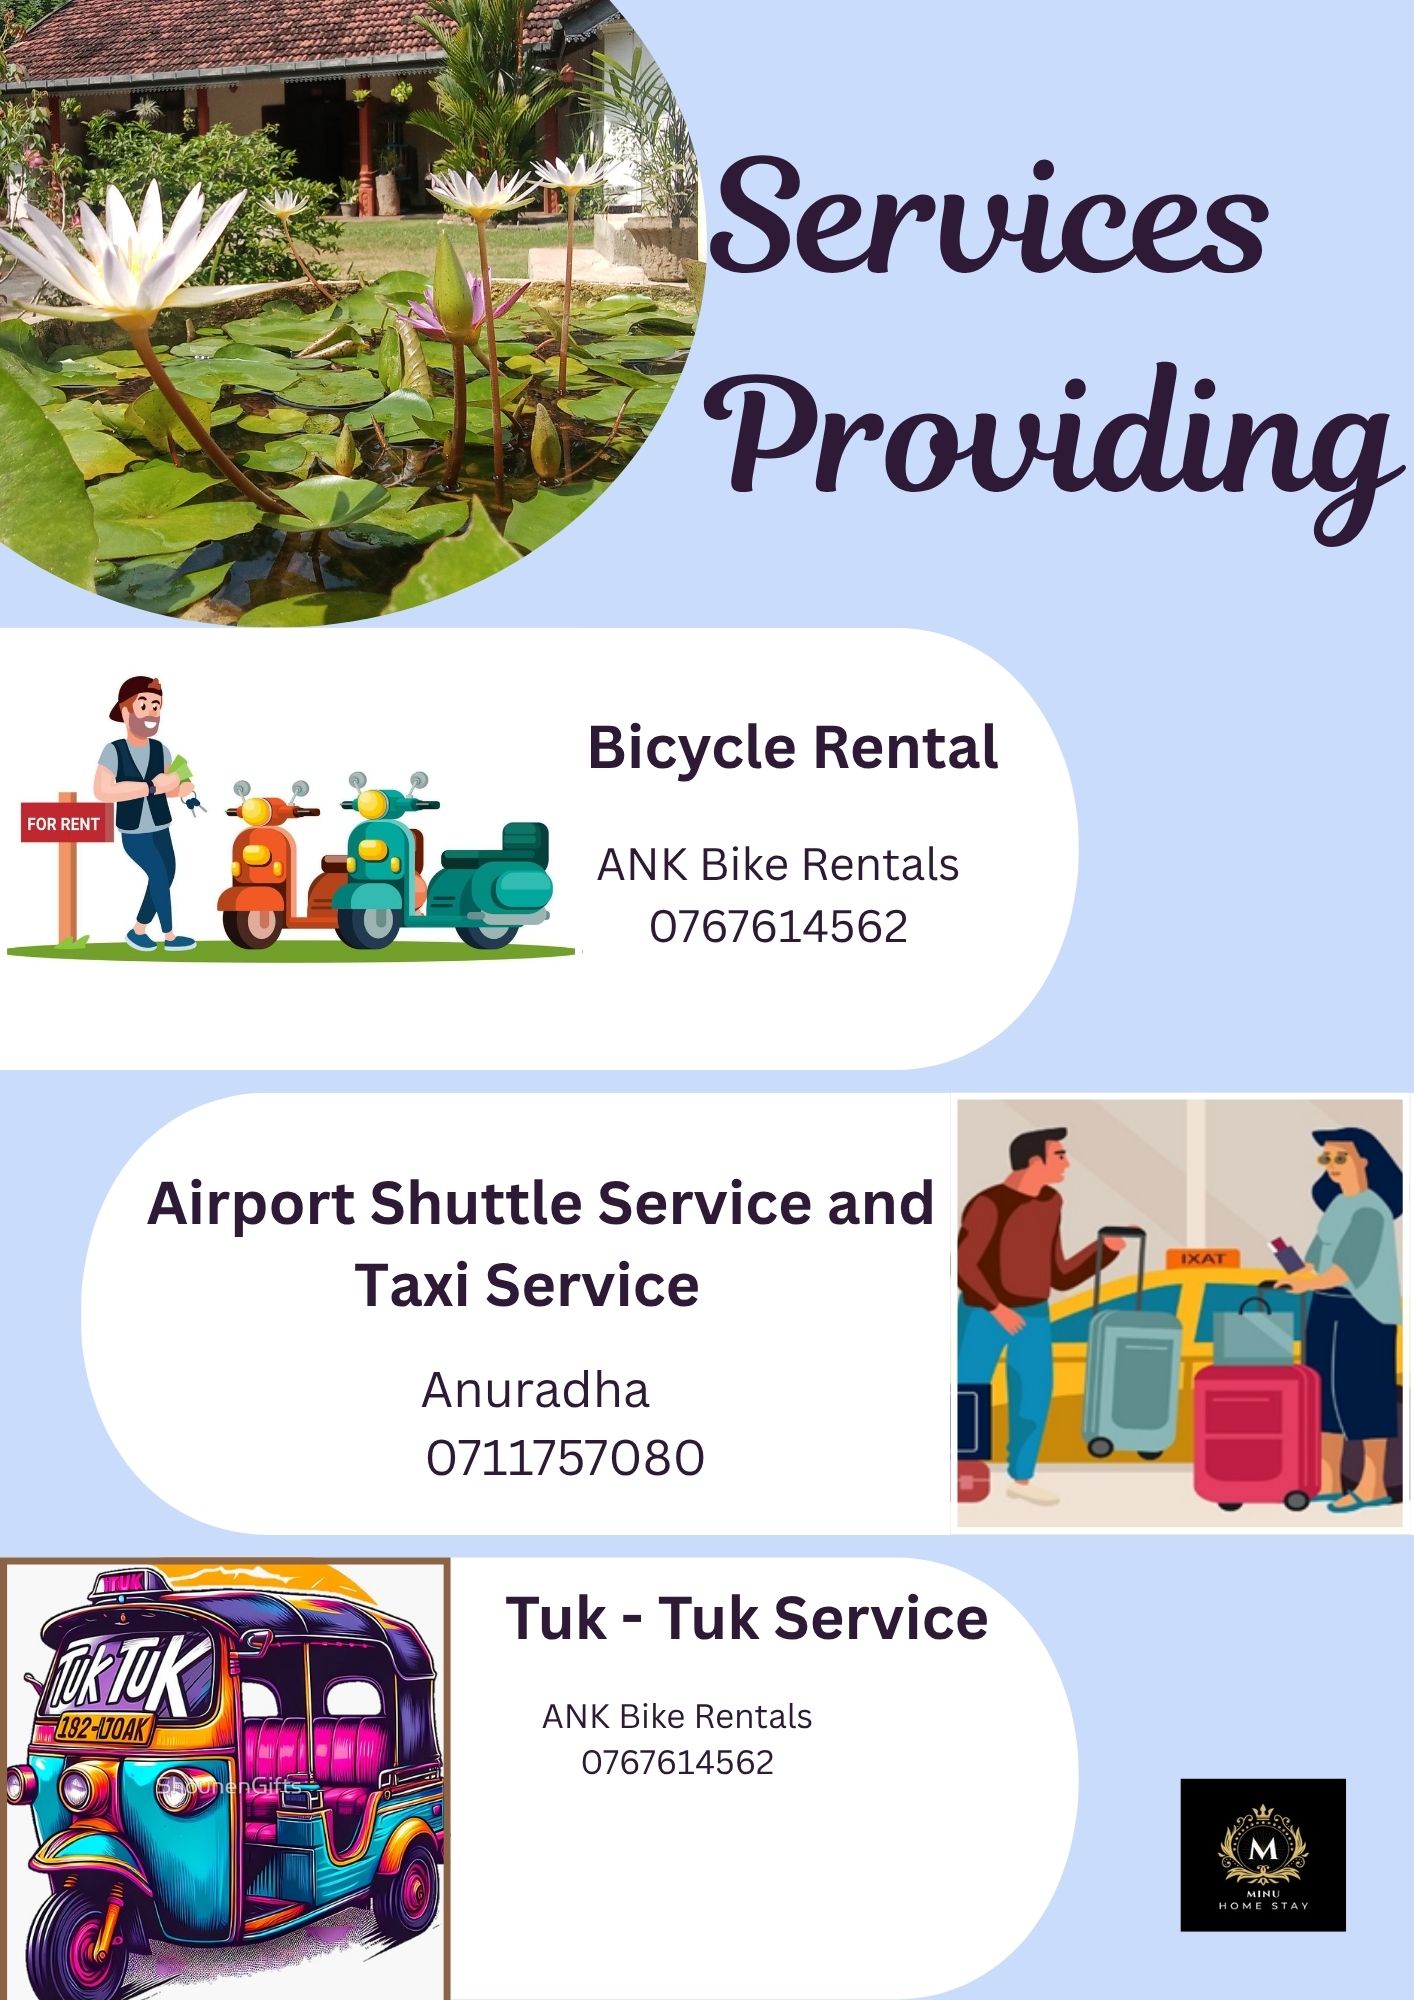 Services
Providing
FOR RENT
Bicycle Rental
ANK Bike Rentals
0767614562
Airport Shuttle Service and
Taxi Service
Anuradha
0711757080
IXAT
Tuk - Tuk Service
ANK Bike Rentals
0767614562
TUK TUK
ShounenGifts
M
MINU
HOME STAY